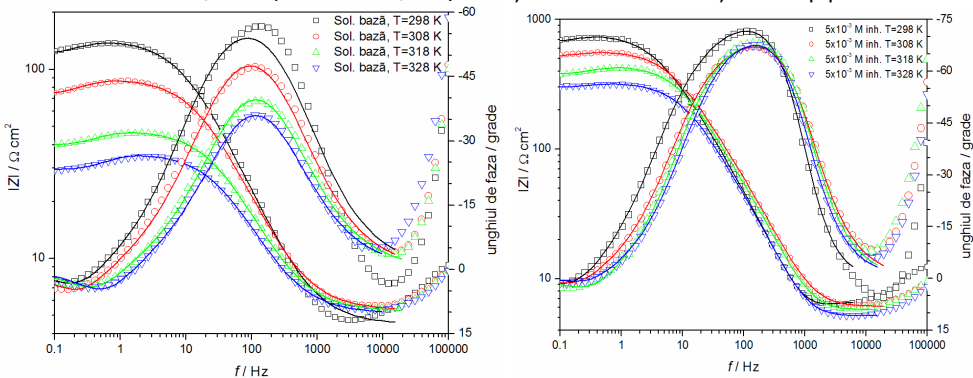 Sol. bază, T=298 K
Sol. bază, T=308 K
Sol. bază, T=318 K
Sol. bază, T=328 K
100
10
|Z| / Ω cm²
0.1 1 10 100 1000 10000 100000
f / Hz
-60
-45
-30
-15
0
15
unghiul de faza / grade
5x10⁻³ M inh. T=298 K
5x10⁻³ M inh. T=308 K
5x10⁻³ M inh. T=318 K
5x10⁻³ M inh. T=328 K
1000
100
10
|Z| / Ω cm²
0.1 1 10 100 1000 10000 100000
f / Hz
-75
-60
-45
-30
-15
0
15
unghiul de faza / grade